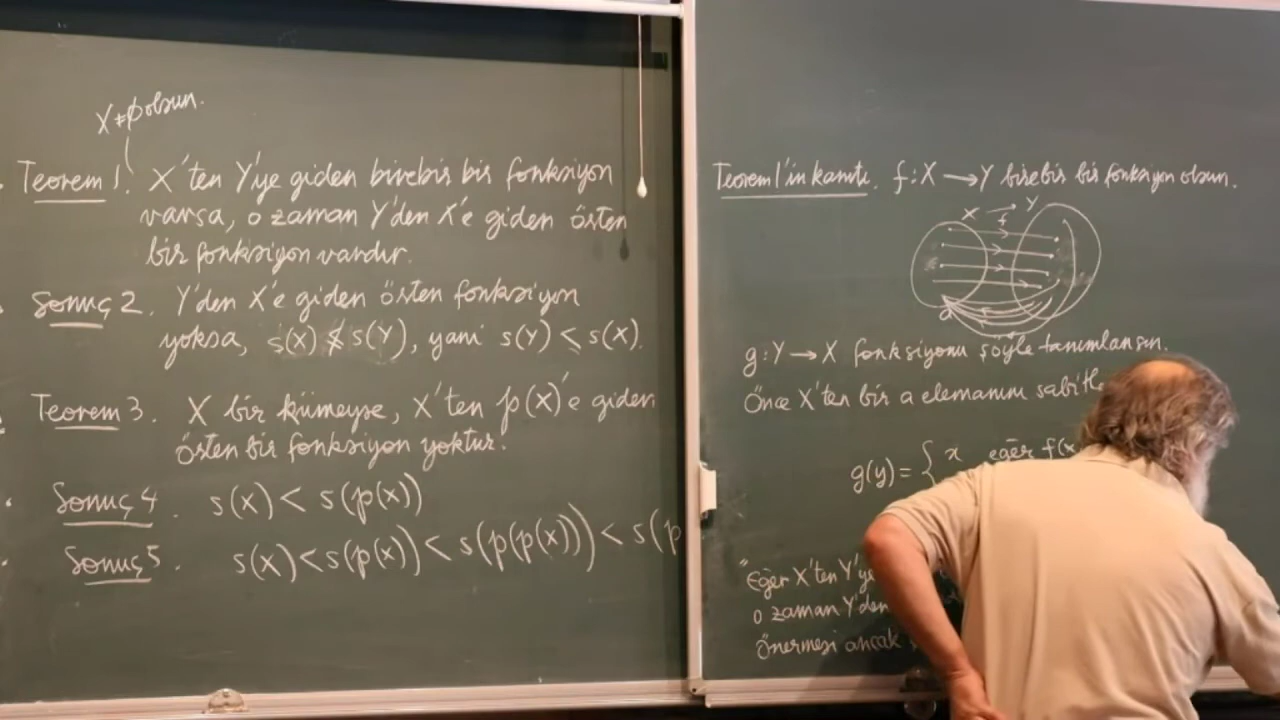 X≠∅ olsun.
Teorem 1. X'ten Y'ye giden birebir bir fonksiyon
varsa, o zaman Y'den X'e giden örten
bir fonksiyon vardır.
Sonuç 2. Y'den X'e giden örten fonksiyon
yoksa, s(X) ≰ s(Y), yani s(Y) ≤ s(X).
Teorem 3. X bir kümeyse, X'ten p(X)'e giden
örten bir fonksiyon yoktur.
Sonuç 4. s(X) < s(p(X))
Sonuç 5. s(X) < s(p(X)) < s(p(p(X))) < s(p
Teorem 1'in kanıtı. f: X → Y birebir bir fonksiyon olsun.
X → Y
f
g: Y → X fonksiyonu şöyle tanımlansın.
Önce X'ten bir a elemanını
g(y) = { x eğer f(x
"Eğer X'ten Y'ye
o zaman Y'den
Önermesi ancak